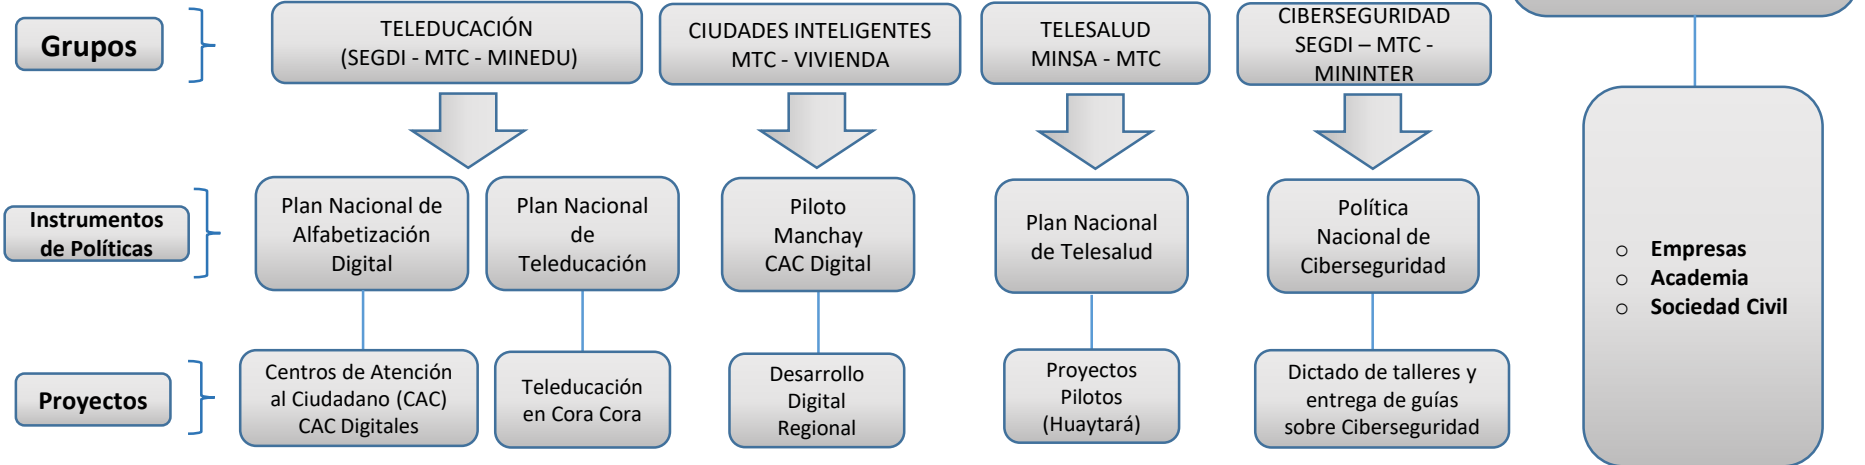 Grupos
TELEDUCACIÓN
(SEGDI - MTC - MINEDU)
CIUDADES INTELIGENTES
MTC - VIVIENDA
TELESALUD
MINSA - MTC
CIBERSEGURIDAD
SEGDI – MTC -
MININTER
Instrumentos
de Políticas
Plan Nacional de
Alfabetización
Digital
Plan Nacional
de
Teleducación
Piloto
Manchay
CAC Digital
Plan Nacional
de Telesalud
Política
Nacional de
Ciberseguridad
Proyectos
Centros de Atención
al Ciudadano (CAC)
CAC Digitales
Teleducación
en Cora Cora
Desarrollo
Digital
Regional
Proyectos
Pilotos
(Huaytará)
Dictado de talleres y
entrega de guías
sobre Ciberseguridad
o Empresas
o Academia
o Sociedad Civil